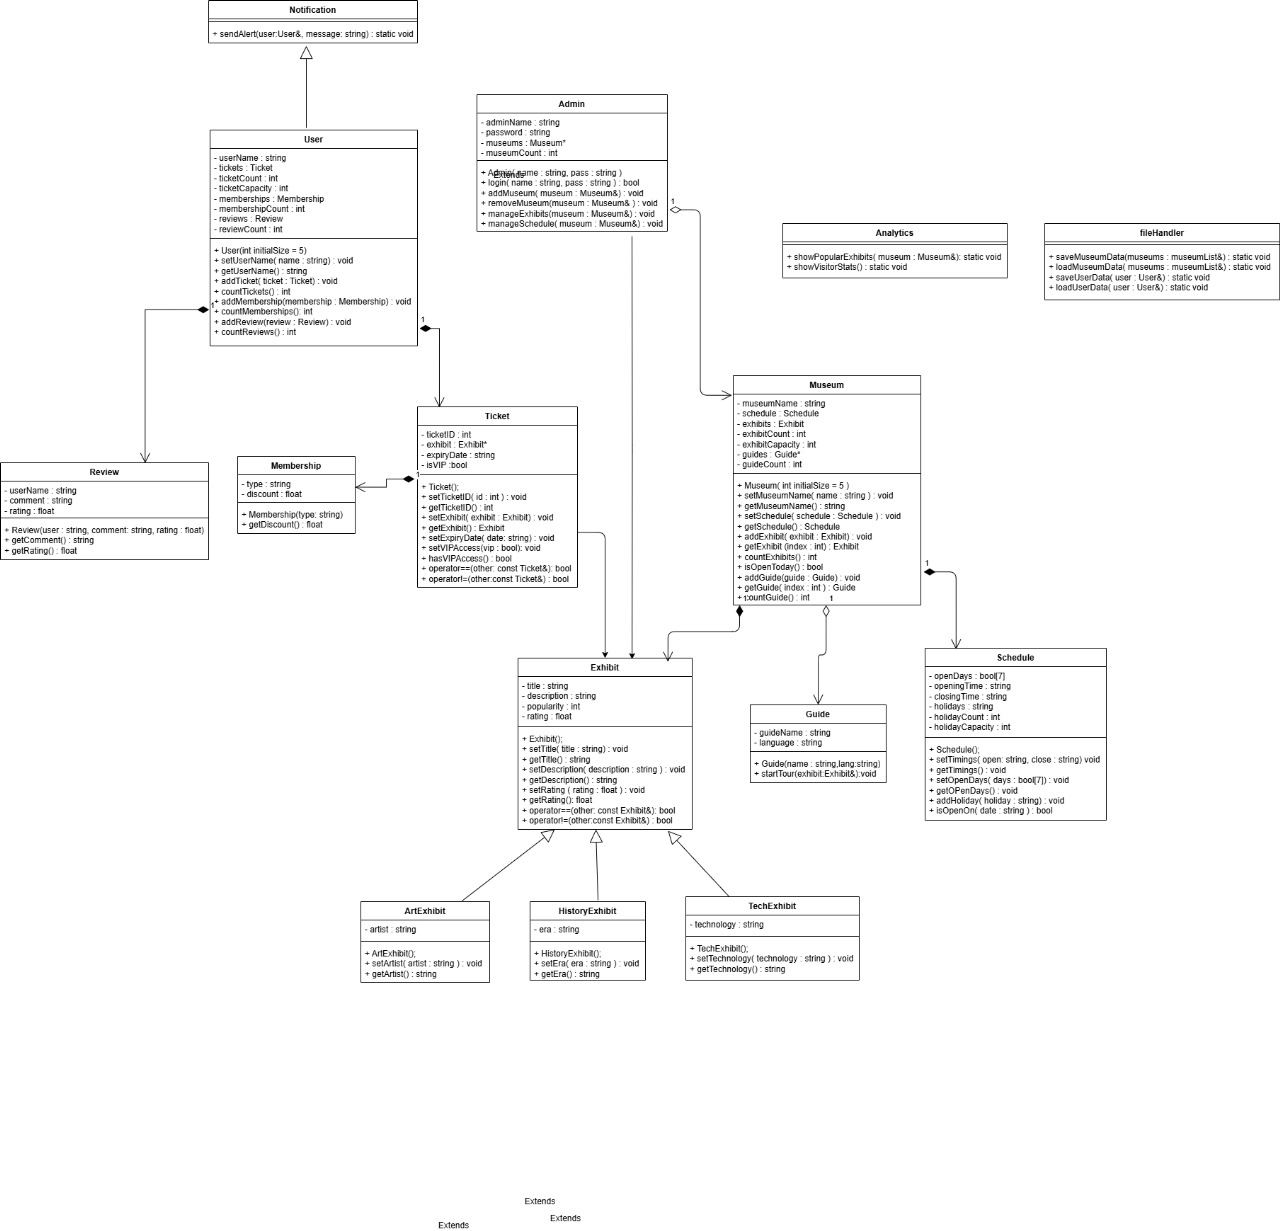 Notification
+ sendAlert(user:User&, message: string) : static void
Admin
- adminName : string
- password : string
- museums : Museum*
- museumCount : int
+ Admin( name : string, pass : string )
Extends
+ login( name : string, pass : string ) : bool
+ addMuseum( museum : Museum&) : void
+ removeMuseum(museum : Museum& ) : void
+ manageExhibits(museum : Museum&) : void
+ manageSchedule( museum : Museum&) : void
1
User
- userName : string
- tickets : Ticket
- ticketCount : int
- ticketCapacity : int
- memberships : Membership
- membershipCount : int
- reviews : Review
- reviewCount : int
+ User(int initialSize = 5)
+ setUserName( name : string) : void
+ getUserName() : string
+ addTicket( ticket : Ticket) : void
+ countTickets() : int
+ addMembership(membership : Membership) : void
+ countMemberships(): int
+ addReview(review : Review) : void
+ countReviews() : int
1
1
Analytics
+ showPopularExhibits( museum : Museum&): static void
+ showVisitorStats() : static void
fileHandler
+ saveMuseumData(museums : museumList&) : static void
+ loadMuseumData( museums : museumList&) : static void
+ saveUserData( user : User&) : static void
+ loadUserData( user : User&) : static void
Museum
- museumName : string
- schedule : Schedule
- exhibits : Exhibit
- exhibitCount : int
- exhibitCapacity : int
- guides : Guide*
- guideCount : int
+ Museum( int initialSize = 5 )
+ setMuseumName( name : string ) : void
+ getMuseumName() : string
+ setSchedule( schedule : Schedule ) : void
+ getSchedule() : Schedule
+ addExhibit( exhibit : Exhibit) : void
+ getExhibit (index : int) : Exhibit
+ countExhibits() : int
+ isOpenToday() : bool
+ addGuide(guide : Guide) : void
+ getGuide( index : int ) : Guide
+ countGuide() : int
1
1
1
Ticket
- ticketID : int
- exhibit : Exhibit*
- expiryDate : string
- isVIP :bool
+ Ticket();
+ setTicketID( id : int ) : void
+ getTicketID() : int
+ setExhibit( exhibit : Exhibit) : void
+ getExhibit() : Exhibit
+ setExpiryDate( date: string) : void
+ setVIPAccess(vip : bool): void
+ hasVIPAccess() : bool
+ operator==(other: const Ticket&): bool
+ operator!=(other:const Ticket&) : bool
1
Membership
- type : string
- discount : float
+ Membership(type: string)
+ getDiscount() : float
Review
- userName : string
- comment : string
- rating : float
+ Review(user : string, comment: string, rating : float)
+ getComment() : string
+ getRating() : float
Exhibit
- title : string
- description : string
- popularity : int
- rating : float
+ Exhibit();
+ setTitle( title : string) : void
+ getTitle() : string
+ setDescription( description : string ) : void
+ getDescription() : string
+ setRating ( rating : float ) : void
+ getRating(): float
+ operator==(other: const Exhibit&): bool
+ operator!=(other:const Exhibit&) : bool
Guide
- guideName : string
- language : string
+ Guide(name : string,lang:string)
+ startTour(exhibit:Exhibit&):void
Schedule
- openDays : bool[7]
- openingTime : string
- closingTime : string
- holidays : string
- holidayCount : int
- holidayCapacity : int
+ Schedule();
+ setTimings( open: string, close : string) void
+ getTimings() : void
+ setOpenDays( days : bool[7]) : void
+ getOPenDays() : void
+ addHoliday( holiday : string) : void
+ isOpenOn( date : string ) : bool
ArtExhibit
- artist : string
+ ArtExhibit();
+ setArtist( artist : string ) : void
+ getArtist() : string
HistoryExhibit
- era : string
+ HistoryExhibit();
+ setEra( era : string ) : void
+ getEra() : string
TechExhibit
- technology : string
+ TechExhibit();
+ setTechnology( technology : string ) : void
+ getTechnology() : string
Extends
Extends
Extends